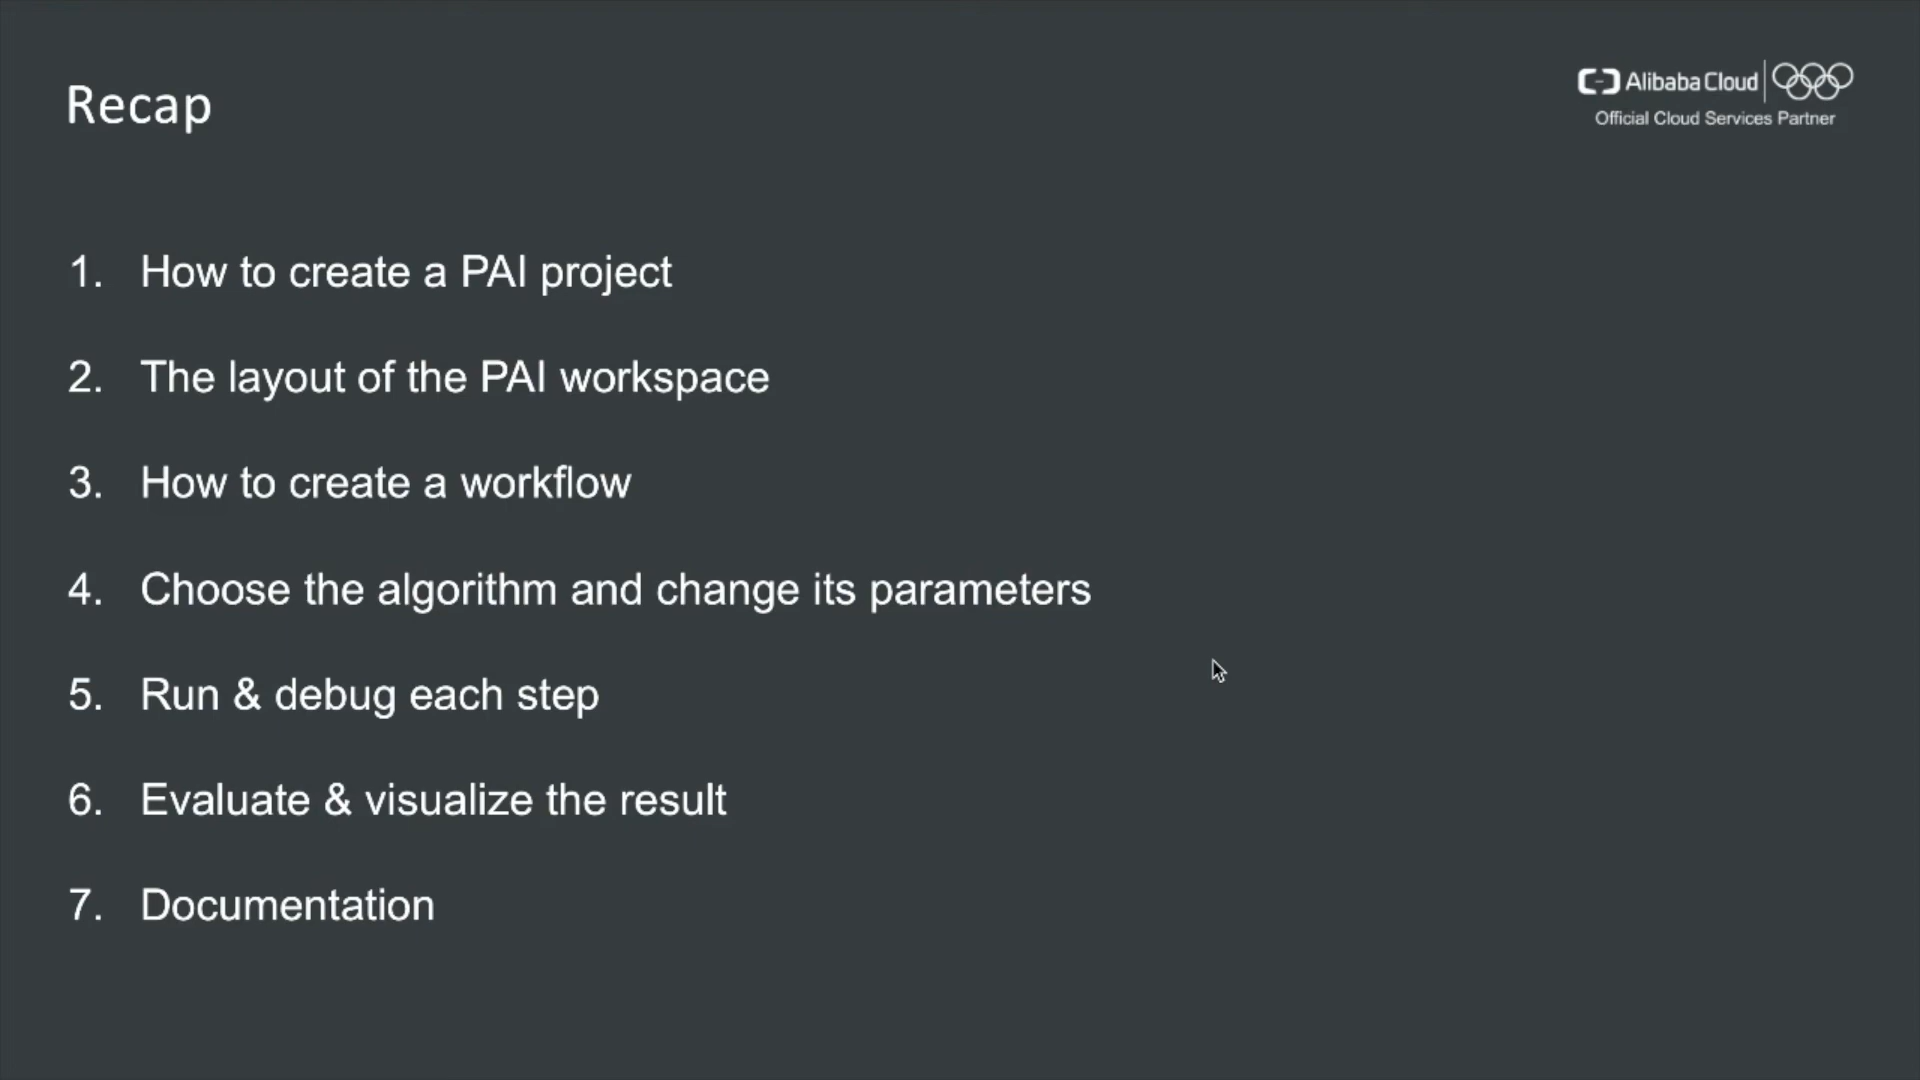 Recap
Alibaba Cloud
Official Cloud Services Partner
1. How to create a PAI project
2. The layout of the PAI workspace
3. How to create a workflow
4. Choose the algorithm and change its parameters
5. Run & debug each step
6. Evaluate & visualize the result
7. Documentation